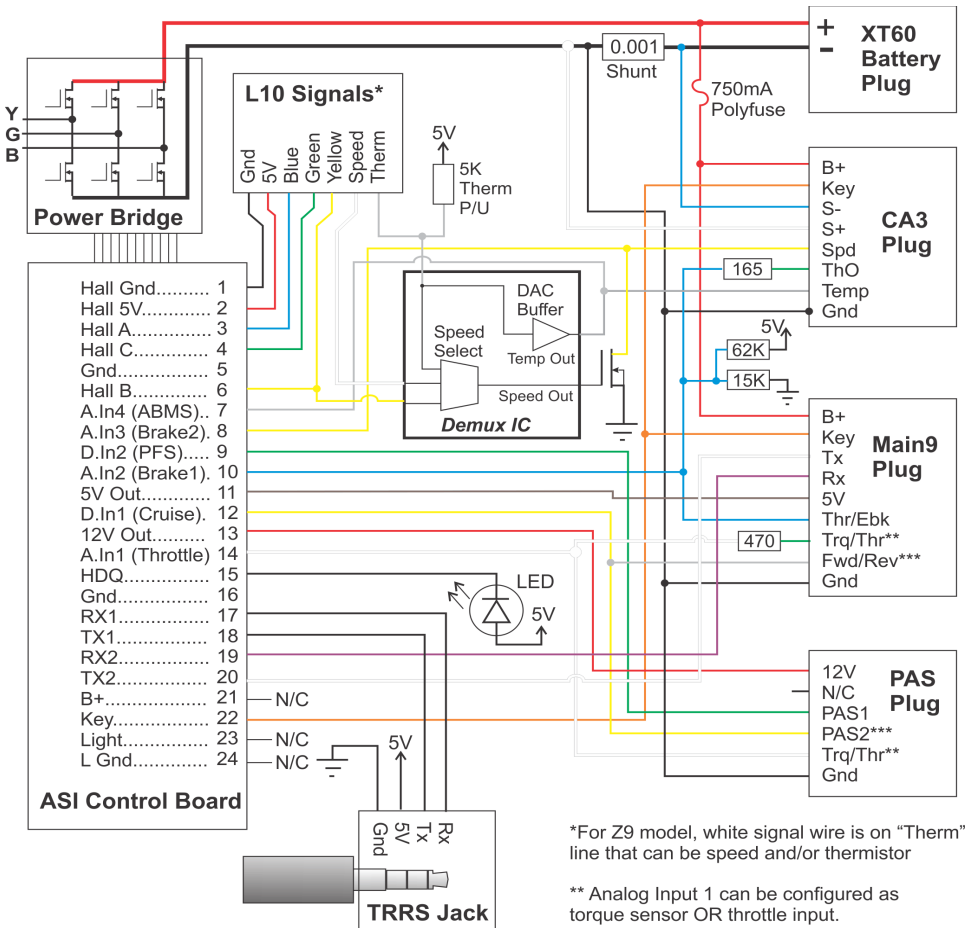 XT60
Battery
Plug
+
-
0.001
Shunt
750mA
Polyfuse
L10 Signals*
Gnd
5V
Blue
Green
Yellow
Speed
Therm
5V
5K
Therm
P/U
Y
G
B
Power Bridge
B+
Key
S-
S+
Spd
ThO
Temp
Gnd
CA3
Plug
165
5V
62K
15K
DAC
Buffer
Temp Out
Speed
Select
Speed Out
Demux IC
Hall Gnd.......... 1
Hall 5V............. 2
Hall A............... 3
Hall C............... 4
Gnd.................. 5
Hall B............... 6
A.In4 (ABMS).. 7
A.In3 (Brake2). 8
D.In2 (PFS)..... 9
A.In2 (Brake1). 10
5V Out............. 11
D.In1 (Cruise). 12
12V Out.......... 13
A.In1 (Throttle) 14
HDQ................ 15
Gnd.................. 16
RX1.................. 17
TX1.................. 18
RX2.................. 19
TX2.................. 20
B+.................... 21
Key.................. 22
Light................ 23
L Gnd.............. 24
N/C
N/C
N/C
ASI Control Board
B+
Key
Tx
Rx
5V
Thr/Ebk
Trq/Thr**
Fwd/Rev***
Gnd
Main9
Plug
470
LED
5V
12V
N/C
PAS1
PAS2***
Trq/Thr**
Gnd
PAS
Plug
5V
Gnd
5V
Tx
Rx
TRRS Jack
*For Z9 model, white signal wire is on “Therm”
line that can be speed and/or thermistor
** Analog Input 1 can be configured as
torque sensor OR throttle input.